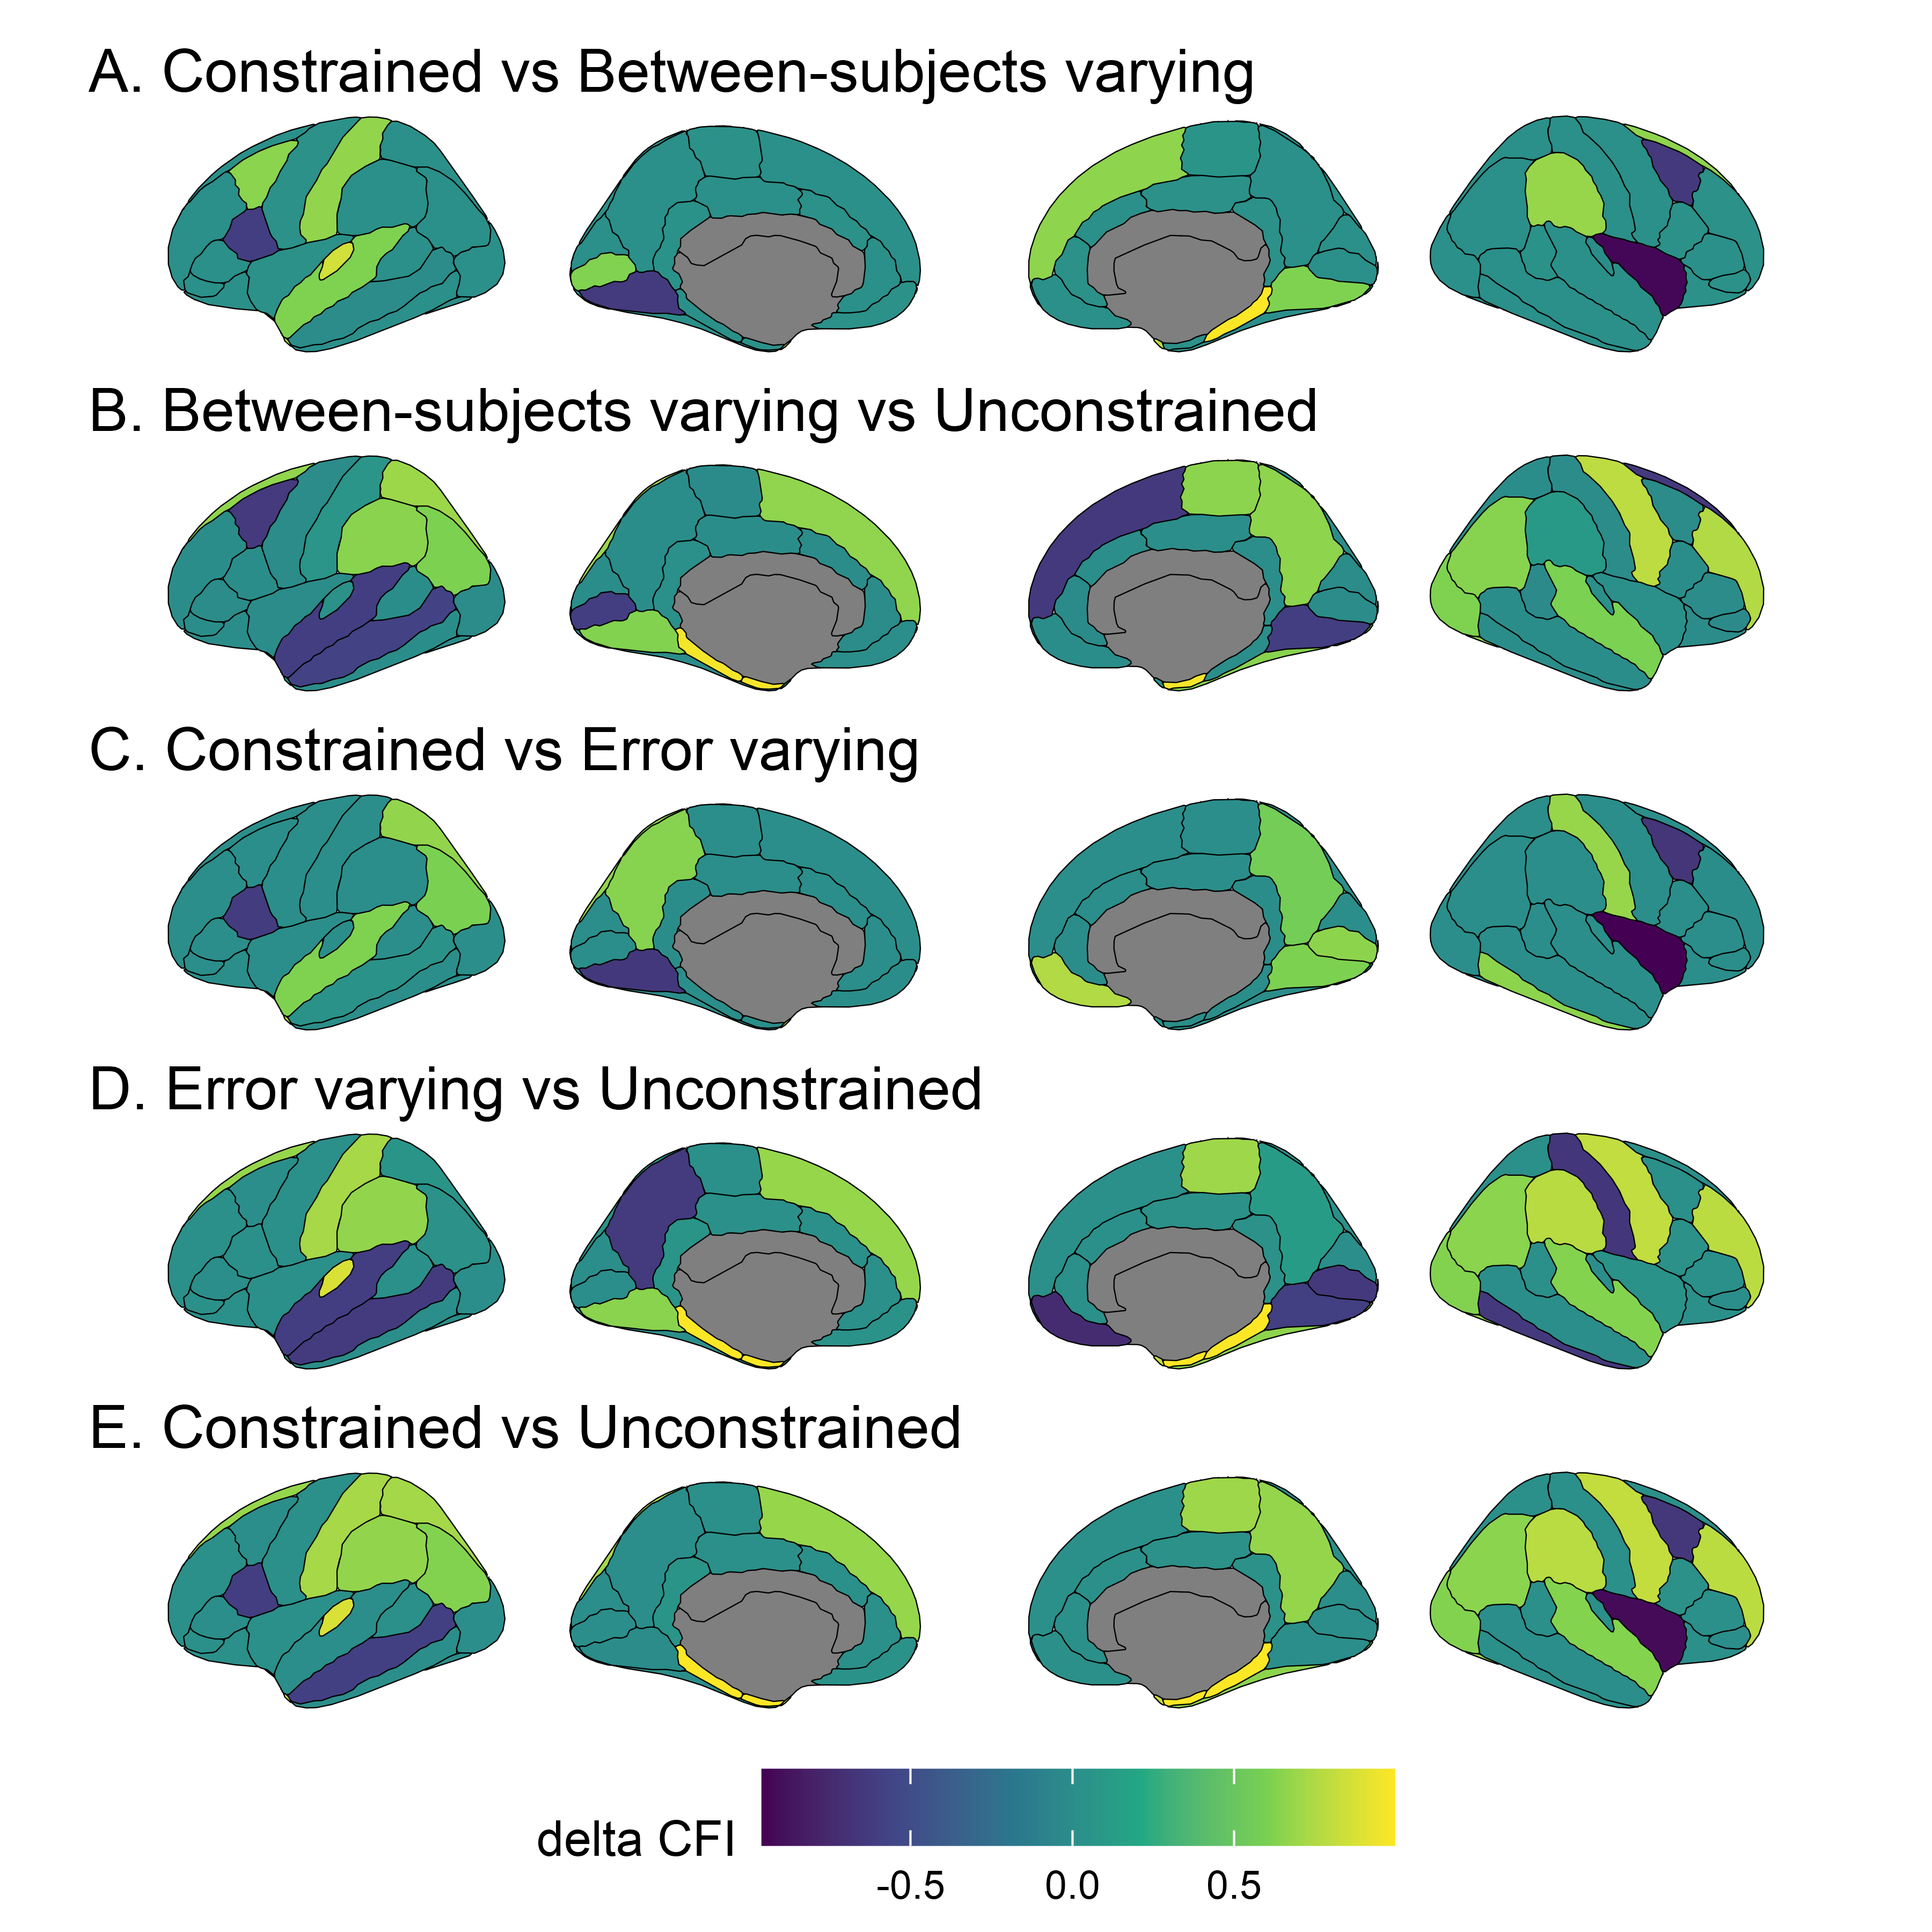 A. Constrained vs Between-subjects varying
B. Between-subjects varying vs Unconstrained
C. Constrained vs Error varying
D. Error varying vs Unconstrained
E. Constrained vs Unconstrained
delta CFI
-0.5 0.0 0.5